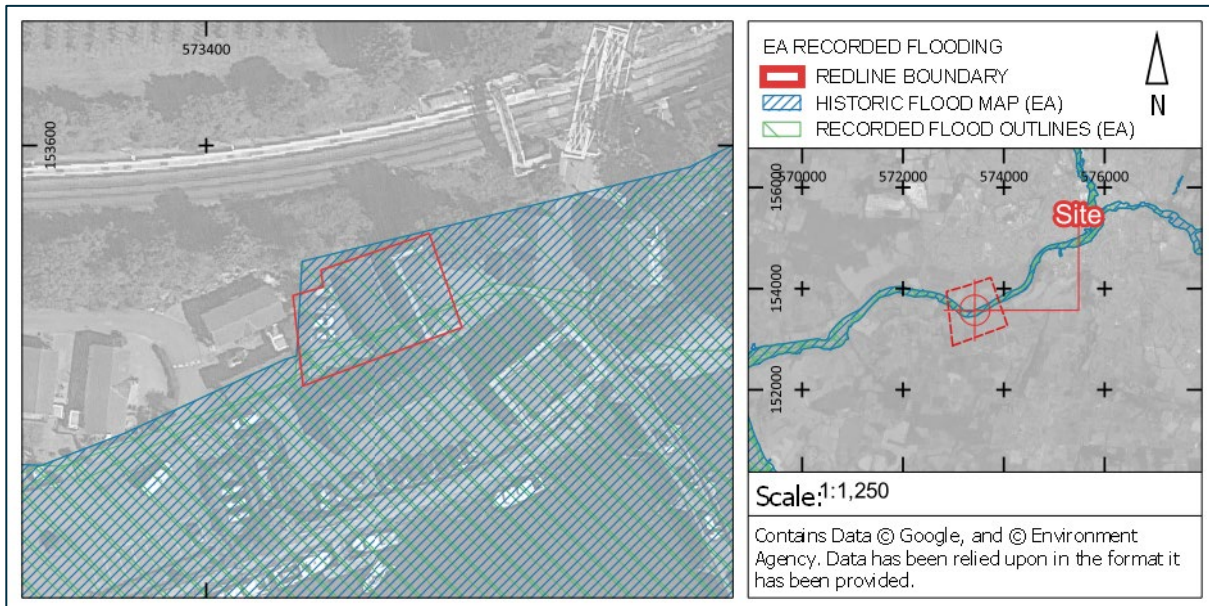 573400
153600
EA RECORDED FLOODING
REDLINE BOUNDARY
HISTORIC FLOOD MAP (EA)
RECORDED FLOOD OUTLINES (EA)
N
570000
572000
574000
576000
156000
Site
154000
152000
Scale:1:1,250
Contains Data © Google, and © Environment
Agency. Data has been relied upon in the format it
has been provided.